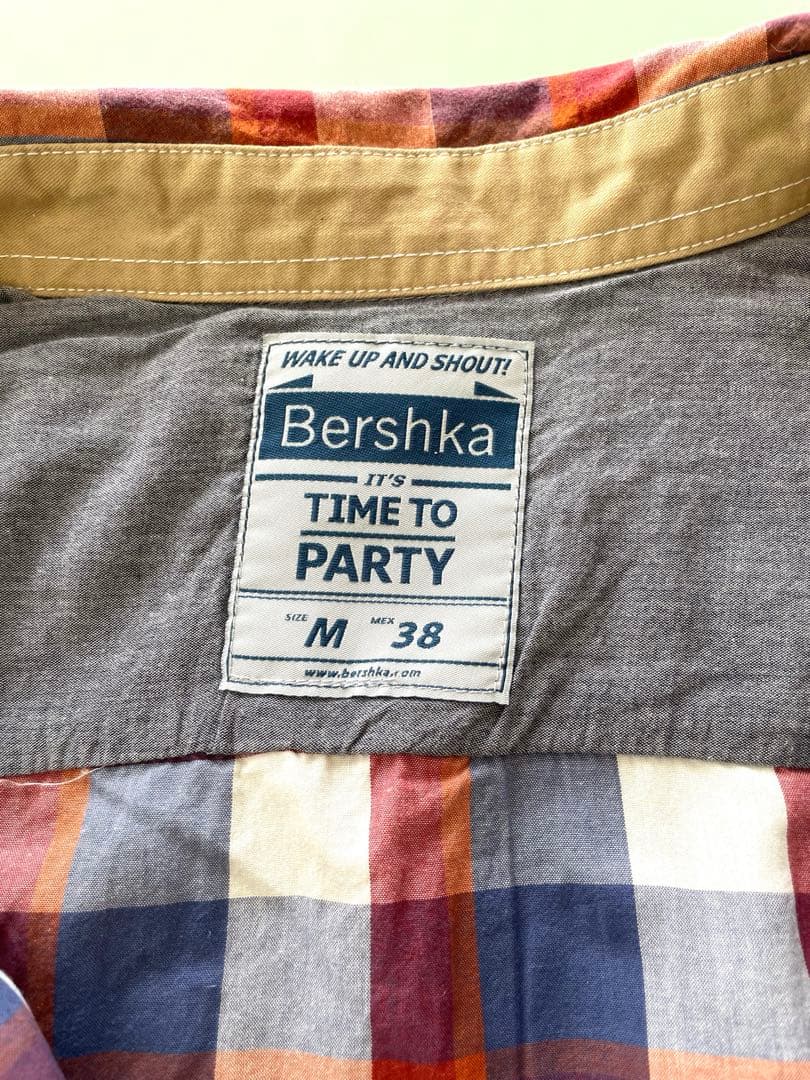 WAKE UP AND SHOUT!
Bershka
IT'S
TIME TO
PARTY
SIZE M MEX 38
www.bershka.com